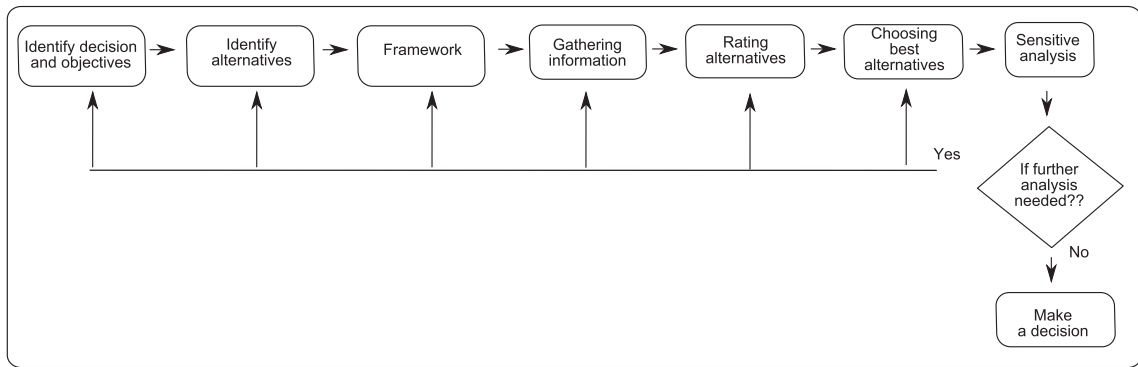 Identify decision
and objectives
Identify
alternatives
Framework
Gathering
information
Rating
alternatives
Choosing
best
alternatives
Sensitive
analysis
Yes
If further
analysis
needed??
No
Make
a decision